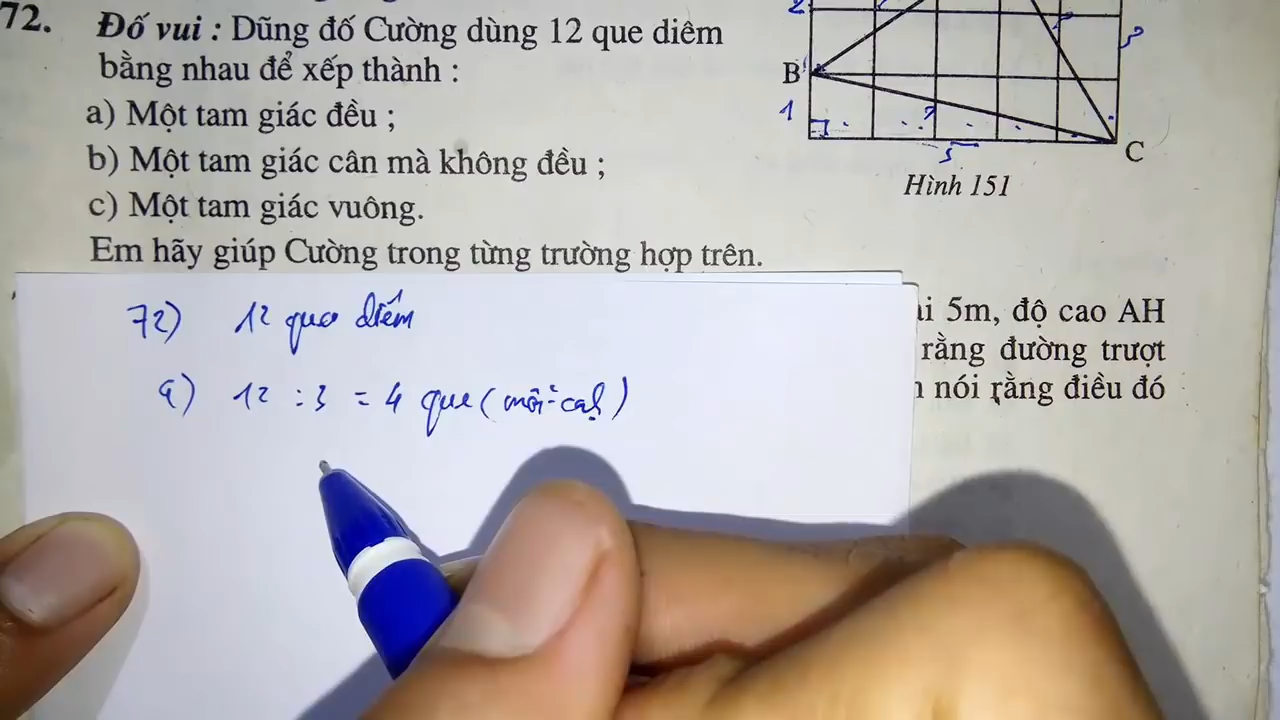 72. Đố vui : Dũng đố Cường dùng 12 que diêm
bằng nhau để xếp thành :
a) Một tam giác đều ;
b) Một tam giác cân mà không đều ;
c) Một tam giác vuông.
Em hãy giúp Cường trong từng trường hợp trên.
2
B
1
5
C
Hình 151
72) 12 que diêm
a) 12 : 3 = 4 que (mỗi cạnh)
5m, độ cao AH
rằng đường trượt
nói rằng điều đó